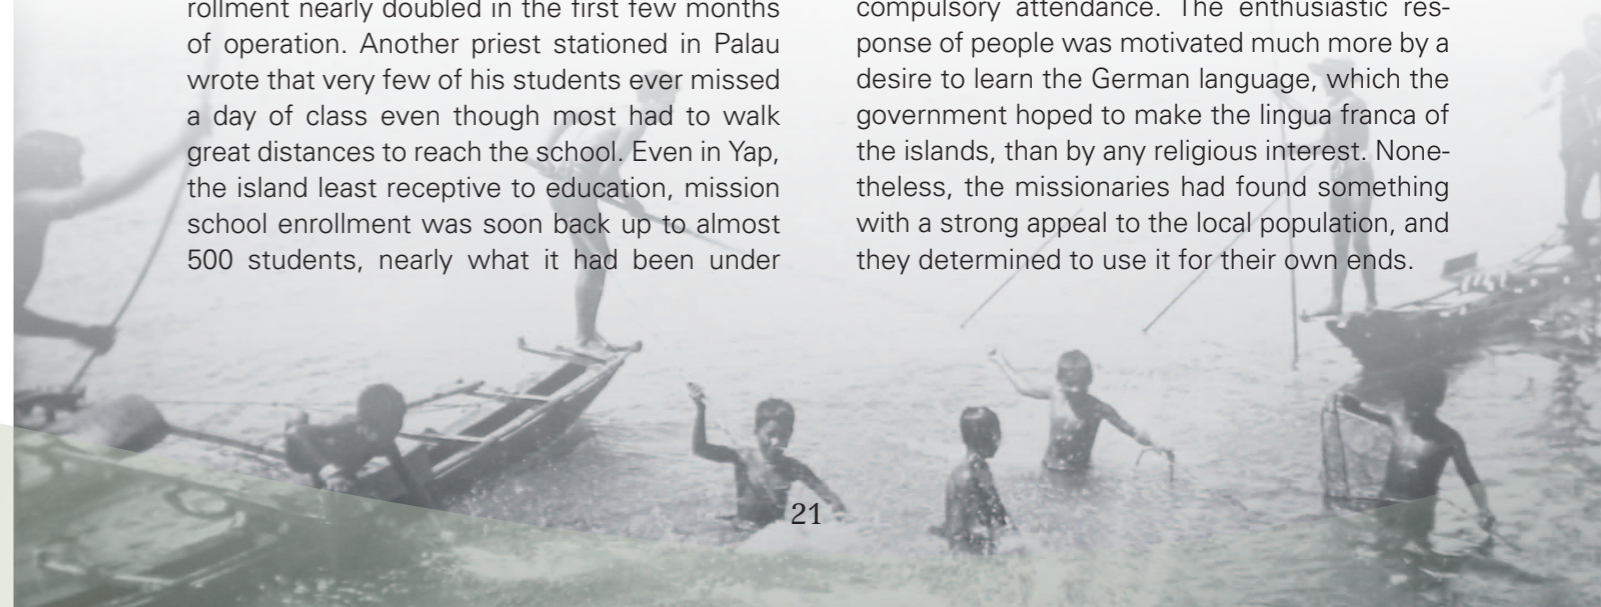 rollment nearly doubled in the first few months
of operation. Another priest stationed in Palau
wrote that very few of his students ever missed
a day of class even though most had to walk
great distances to reach the school. Even in Yap,
the island least receptive to education, mission
school enrollment was soon back up to almost
500 students, nearly what it had been under
compulsory attendance. The enthusiastic res-
ponse of people was motivated much more by a
desire to learn the German language, which the
government hoped to make the lingua franca of
the islands, than by any religious interest. None-
theless, the missionaries had found something
with a strong appeal to the local population, and
they determined to use it for their own ends.
21